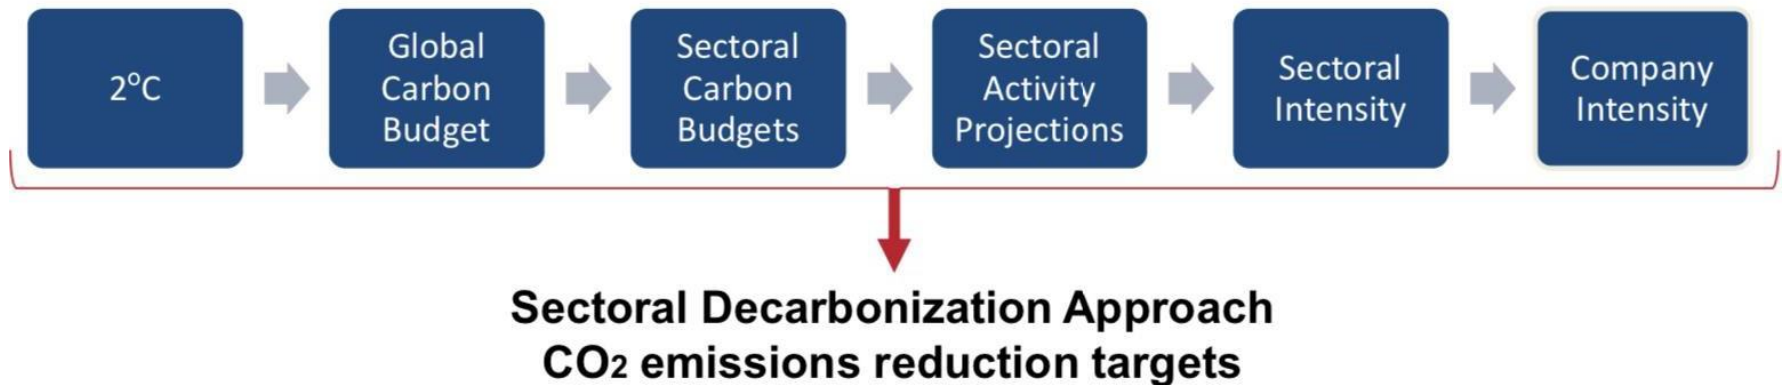 2°C
Global
Carbon
Budget
Sectoral
Carbon
Budgets
Sectoral
Activity
Projections
Sectoral
Intensity
Company
Intensity
Sectoral Decarbonization Approach
CO2 emissions reduction targets